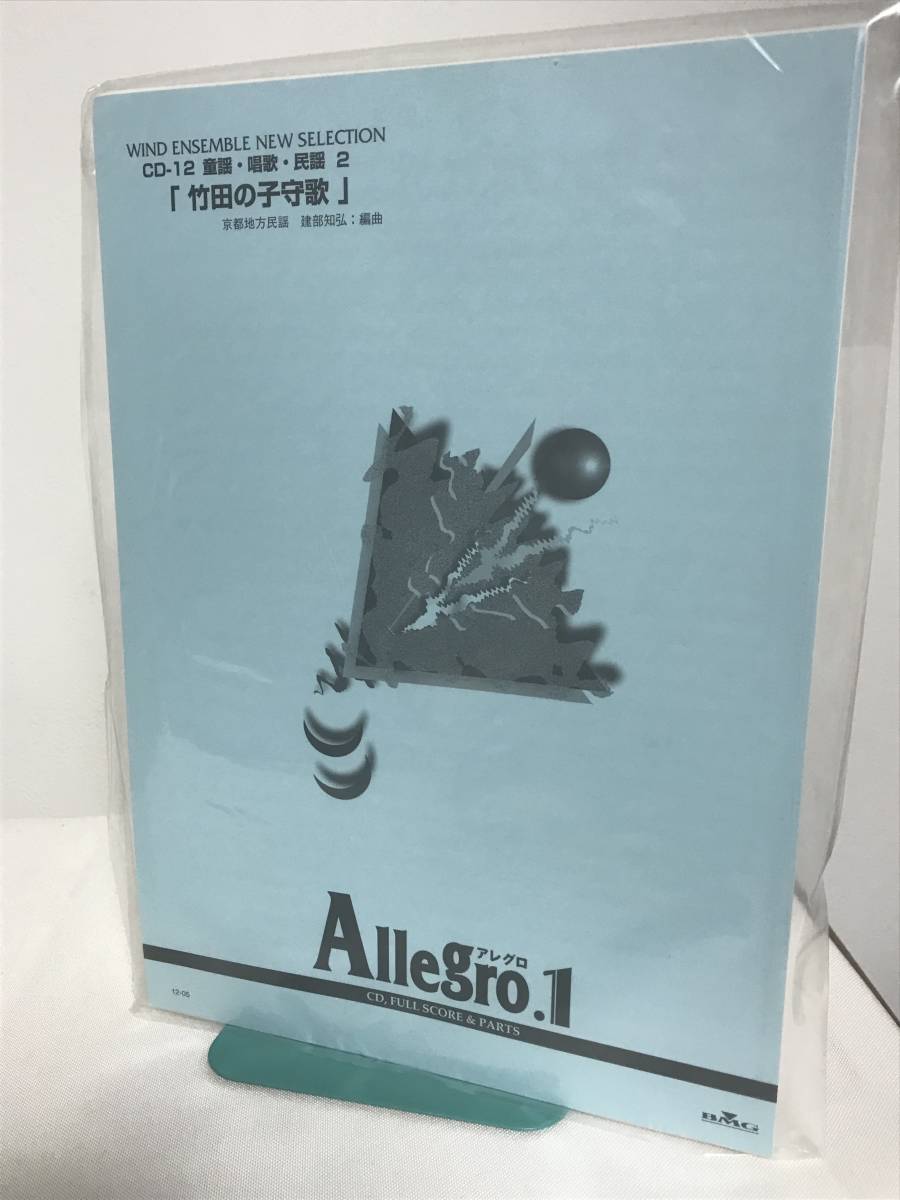 WIND ENSEMBLE NEW SELECTION
CD-12 童謡・唱歌・民謡 2
「 竹田の子守歌 」
京都地方民謡 建部知弘：編曲
Allegro.1
アレグロ
CD, FULL SCORE & PARTS
12-05
BMG